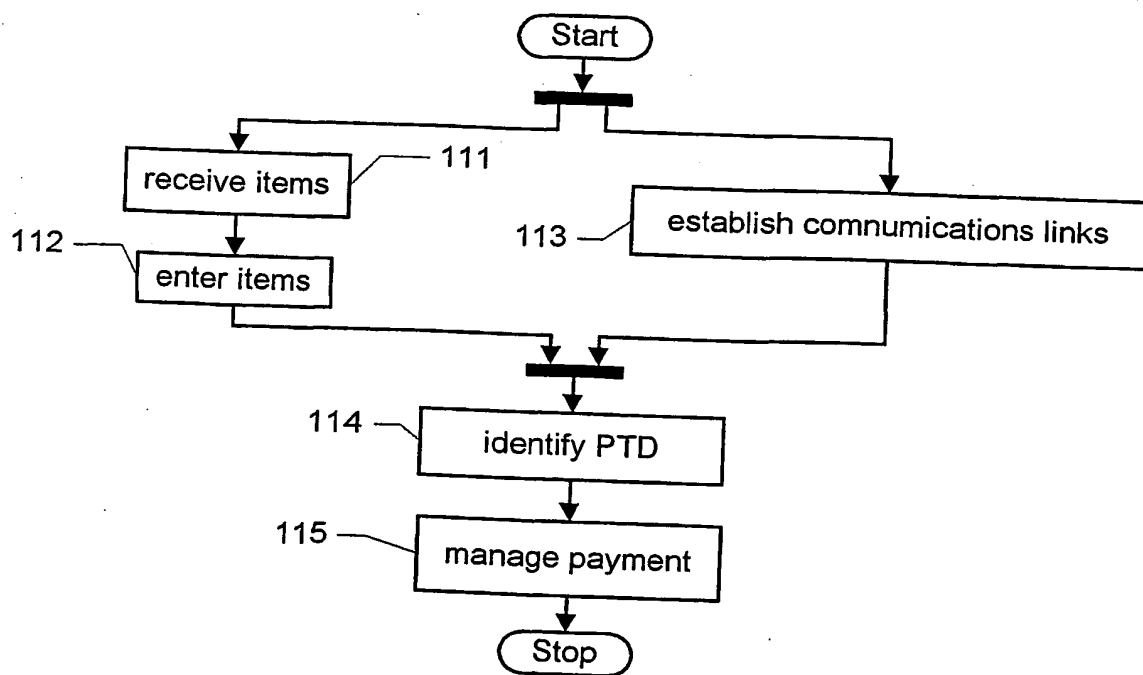 Start
111
receive items
113
establish comnumications links
112
enter items
114
identify PTD
115
manage payment
Stop